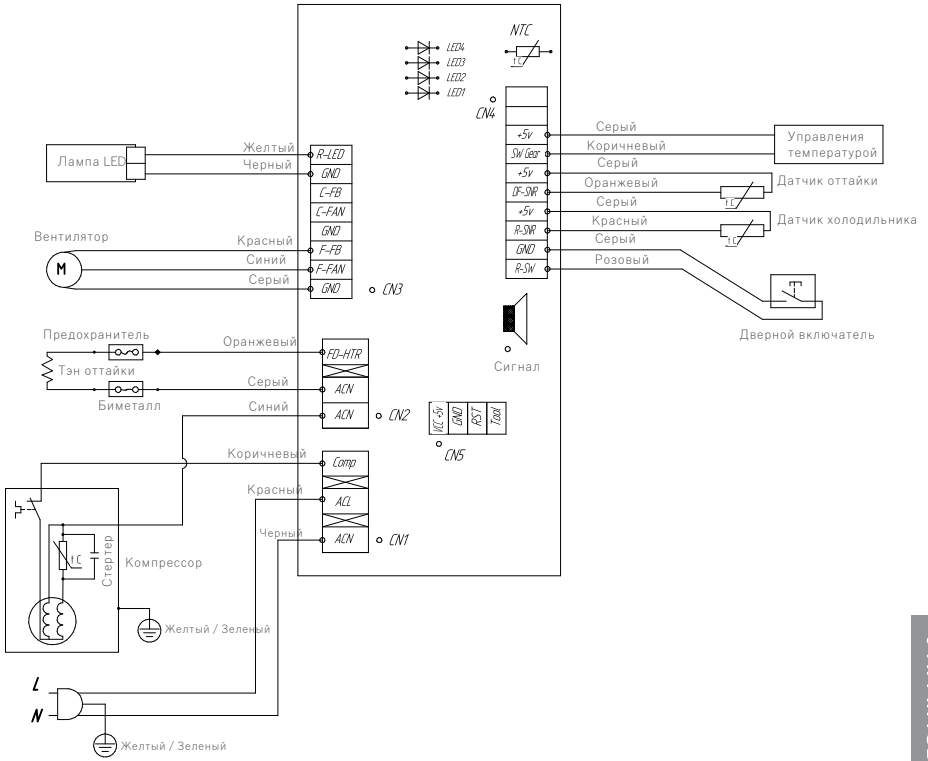 NTC
t C
LED4
LED3
LED2
LED1
CN4
+5v
SW Gear
+5v
DF-SNR
+5v
R-SNR
GND
R-SW
Серый
Коричневый
Серый
Оранжевый
Серый
Красный
Серый
Розовый
Управления
температурой
Датчик оттайки
t C
Датчик холодильника
t C
Дверной включатель
Сигнал
Лампа LED
Желтый
Черный
R-LED
GND
C-FB
C-FAN
GND
F-FB
F-FAN
GND
CN3
Вентилятор
M
Красный
Синий
Серый
Предохранитель
Тэн оттайки
Биметалл
Оранжевый
Серый
Синий
FD-HTR
ACN
ACN
CN2
VCC +5v
GND
RST
Tool
CN5
Коричневый
Красный
Черный
Comp
ACL
ACN
CN1
t C
Стертер
Компрессор
Желтый / Зеленый
L
N
Желтый / Зеленый